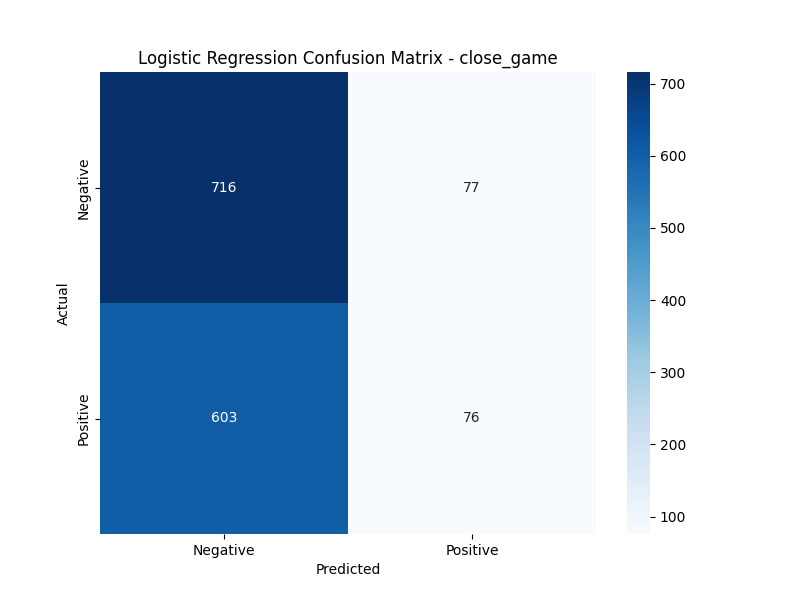 Logistic Regression Confusion Matrix - close_game
Negative
Positive
Actual
716
77
603
76
Negative
Positive
Predicted
700
600
500
400
300
200
100